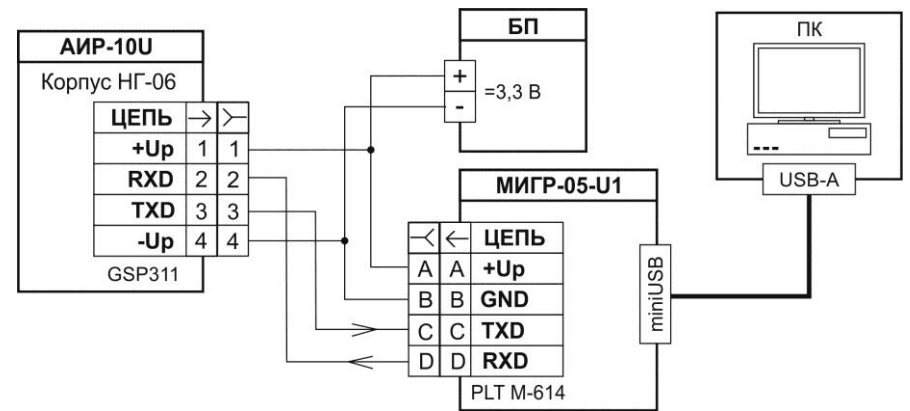 АИР-10U
Корпус НГ-06
ЦЕПЬ
+Up 1 1
RXD 2 2
TXD 3 3
-Up 4 4
GSP311
БП
+
-
=3,3 В
ПК
USB-A
МИГР-05-U1
ЦЕПЬ
A A +Up
B B GND
C C TXD
D D RXD
PLT M-614
miniUSB